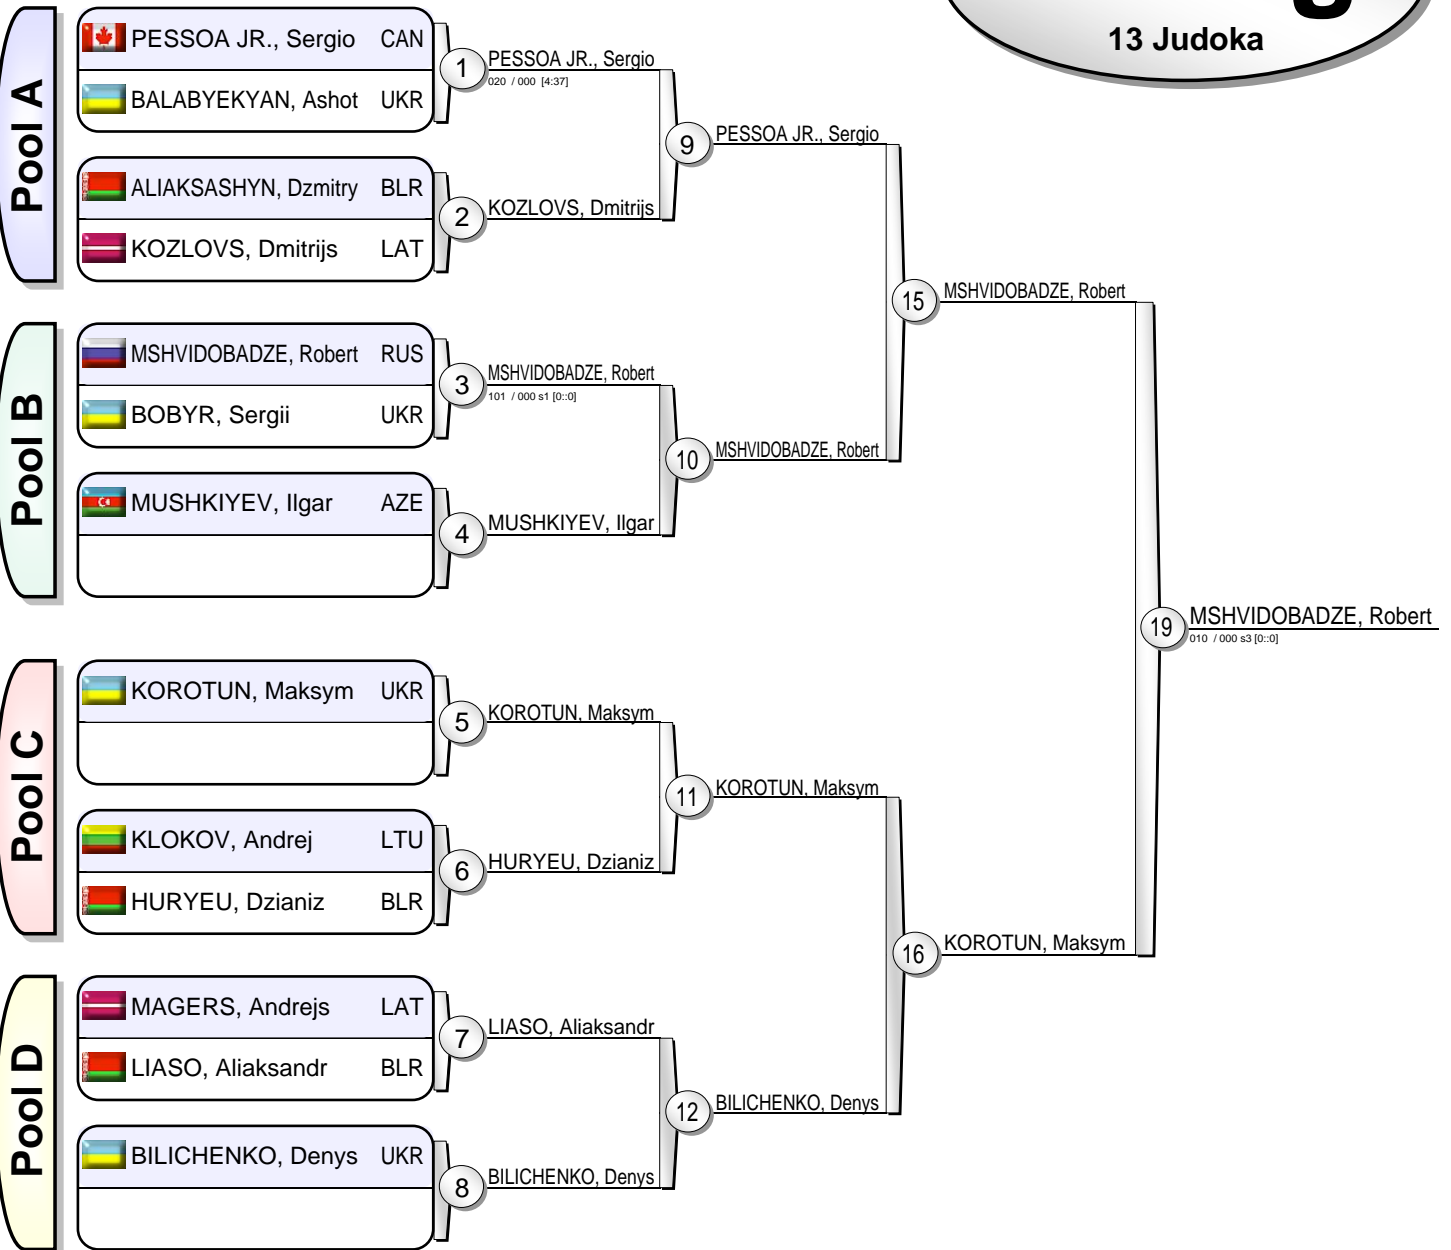 13 Judoka
Pool A
PESSOA JR., Sergio CAN
BALABYEKYAN, Ashot UKR
1
PESSOA JR., Sergio
020 / 000 [4:37]
ALIAKSASHYN, Dzmitry BLR
KOZLOVS, Dmitrijs LAT
2
KOZLOVS, Dmitrijs
9
PESSOA JR., Sergio
Pool B
MSHVIDOBADZE, Robert RUS
BOBYR, Sergii UKR
3
MSHVIDOBADZE, Robert
101 / 000 s1 [0::0]
MUSHKIYEV, Ilgar AZE
4
MUSHKIYEV, Ilgar
10
MSHVIDOBADZE, Robert
15
MSHVIDOBADZE, Robert
Pool C
KOROTUN, Maksym UKR
5
KOROTUN, Maksym
KLOKOV, Andrej LTU
HURYEU, Dzianiz BLR
6
HURYEU, Dzianiz
11
KOROTUN, Maksym
Pool D
MAGERS, Andrejs LAT
LIASO, Aliaksandr BLR
7
LIASO, Aliaksandr
BILICHENKO, Denys UKR
8
BILICHENKO, Denys
12
BILICHENKO, Denys
16
KOROTUN, Maksym
19
MSHVIDOBADZE, Robert
010 / 000 s3 [0::0]